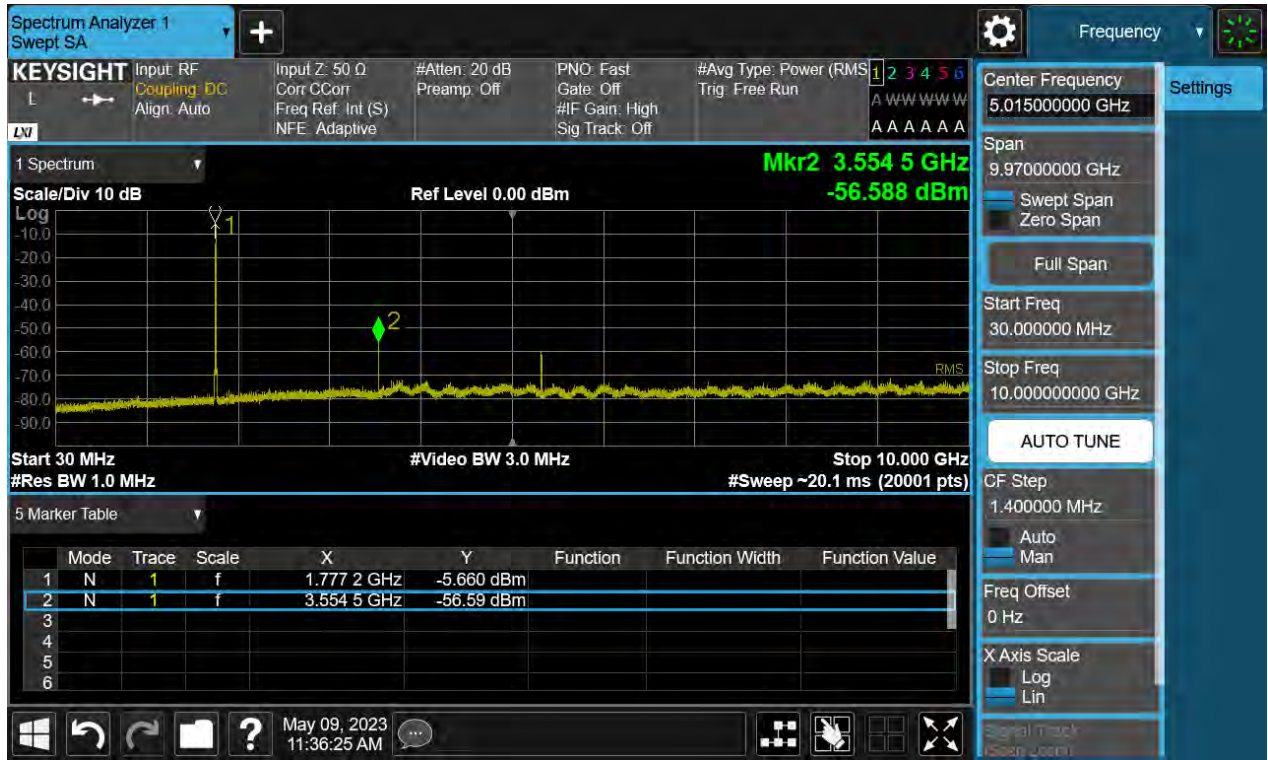 Spectrum Analyzer 1
Swept SA
Frequency
KEYSIGHT
L
LXI
Input: RF
Coupling: DC
Align: Auto
Input Z: 50 Ω
Corr CCorr
Freq Ref: Int (S)
NFE: Adaptive
#Atten: 20 dB
Preamp: Off
PNO: Fast
Gate: Off
#IF Gain: High
Sig Track: Off
#Avg Type: Power (RMS
Trig: Free Run
1 2 3 4 5 6
A W W W W W
A A A A A A
1 Spectrum
Mkr2 3.554 5 GHz
-56.588 dBm
Scale/Div 10 dB
Ref Level 0.00 dBm
Log
-10.0
-20.0
-30.0
-40.0
-50.0
-60.0
-70.0
-80.0
-90.0
1
2
RMS
Start 30 MHz
#Video BW 3.0 MHz
Stop 10.000 GHz
#Res BW 1.0 MHz
#Sweep ~20.1 ms (20001 pts)
5 Marker Table
Mode Trace Scale X Y Function Function Width Function Value
1 N 1 f 1.777 2 GHz -5.660 dBm
2 N 1 f 3.554 5 GHz -56.59 dBm
3
4
5
6
May 09, 2023
11:36:25 AM
Center Frequency
5.015000000 GHz
Settings
Span
9.97000000 GHz
Swept Span
Zero Span
Full Span
Start Freq
30.000000 MHz
Stop Freq
10.000000000 GHz
AUTO TUNE
CF Step
1.400000 MHz
Auto
Man
Freq Offset
0 Hz
X Axis Scale
Log
Lin
Signal Track
(Span Zoom)